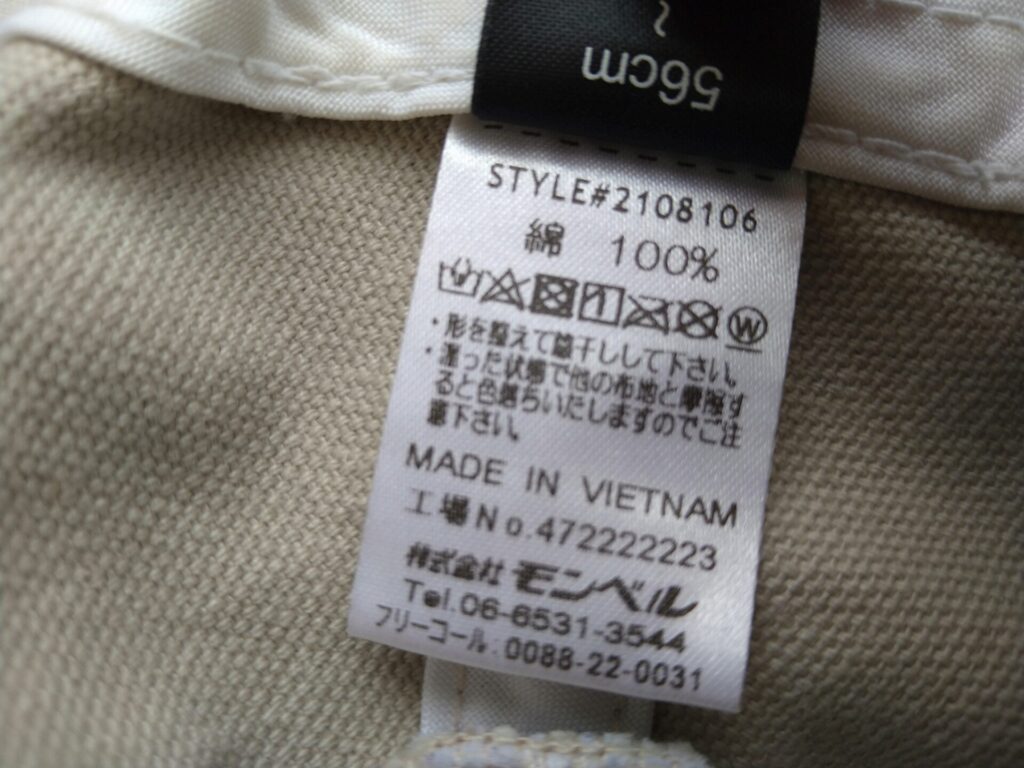 56cm
~
STYLE#2108106
綿 100%
W
・形を整えて陰干しして下さい。
・湿った状態で他の布地と摩擦す
ると色落ちいたしますのでご注
意下さい。
MADE IN VIETNAM
工場No.472222223
株式会社 モンベル
Tel.06-6531-3544
フリーコール:0088-22-0031